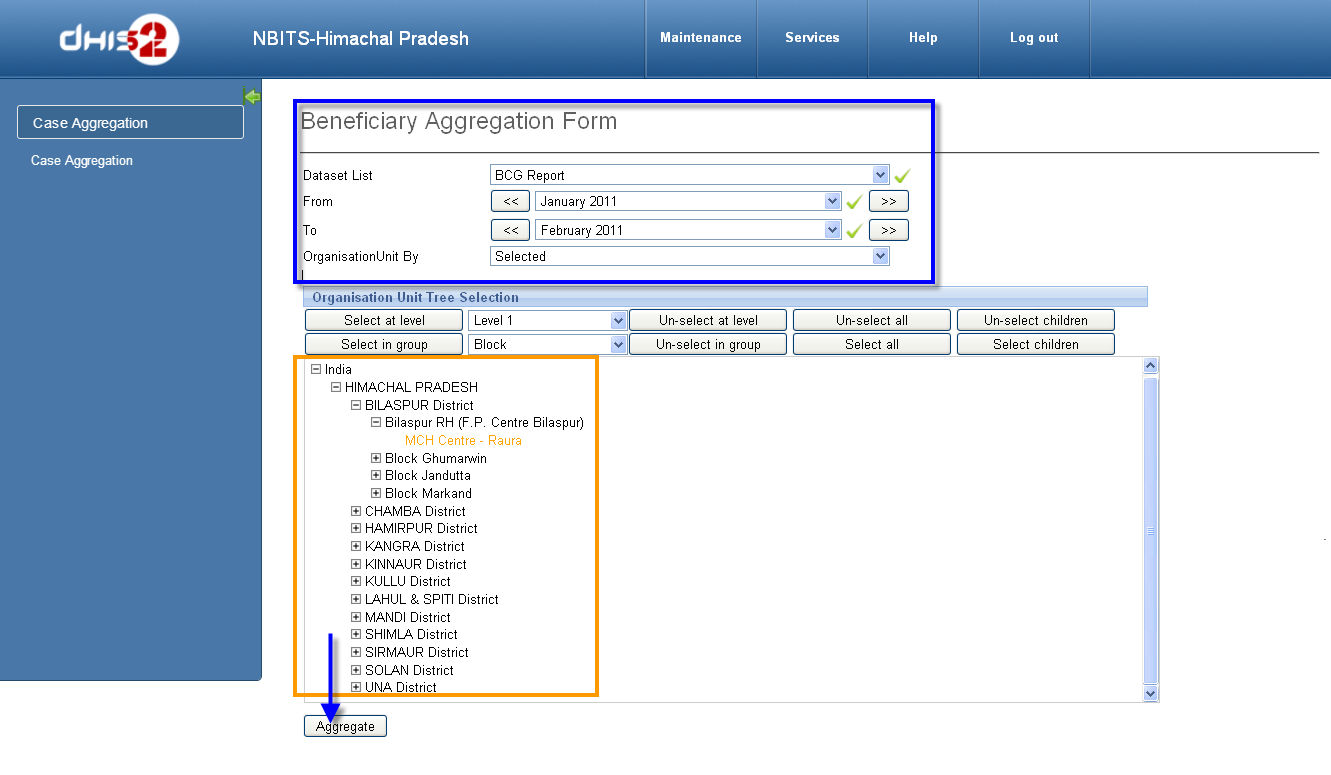 dHIS2
NBITS-Himachal Pradesh
Maintenance
Services
Help
Log out
Case Aggregation
Case Aggregation
Beneficiary Aggregation Form
Dataset List BCG Report
From << January 2011 >>
To << February 2011 >>
OrganisationUnit By Selected
Organisation Unit Tree Selection
Select at level Level 1 Un-select at level Un-select all Un-select children
Select in group Block Un-select in group Select all Select children
India
HIMACHAL PRADESH
BILASPUR District
Bilaspur RH (F.P. Centre Bilaspur)
MCH Centre - Raura
Block Ghumarwin
Block Jandutta
Block Markand
CHAMBA District
HAMIRPUR District
KANGRA District
KINNAUR District
KULLU District
LAHUL & SPITI District
MANDI District
SHIMLA District
SIRMAUR District
SOLAN District
UNA District
Aggregate